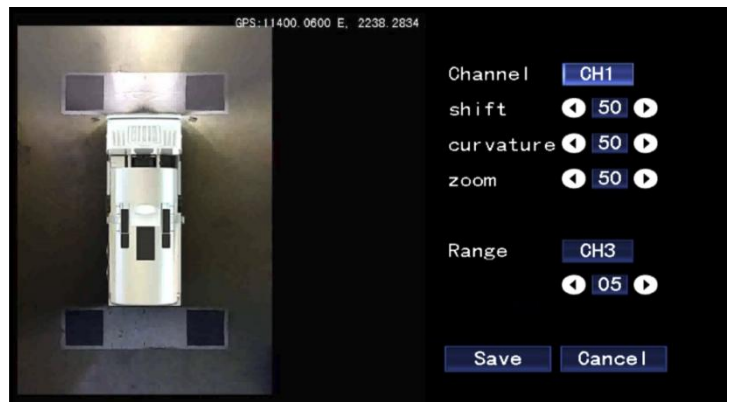 GPS:11400.0600 E, 2238.2834
Channel CH1
shift 50
curvature 50
zoom 50
Range CH3
05
Save Cancel